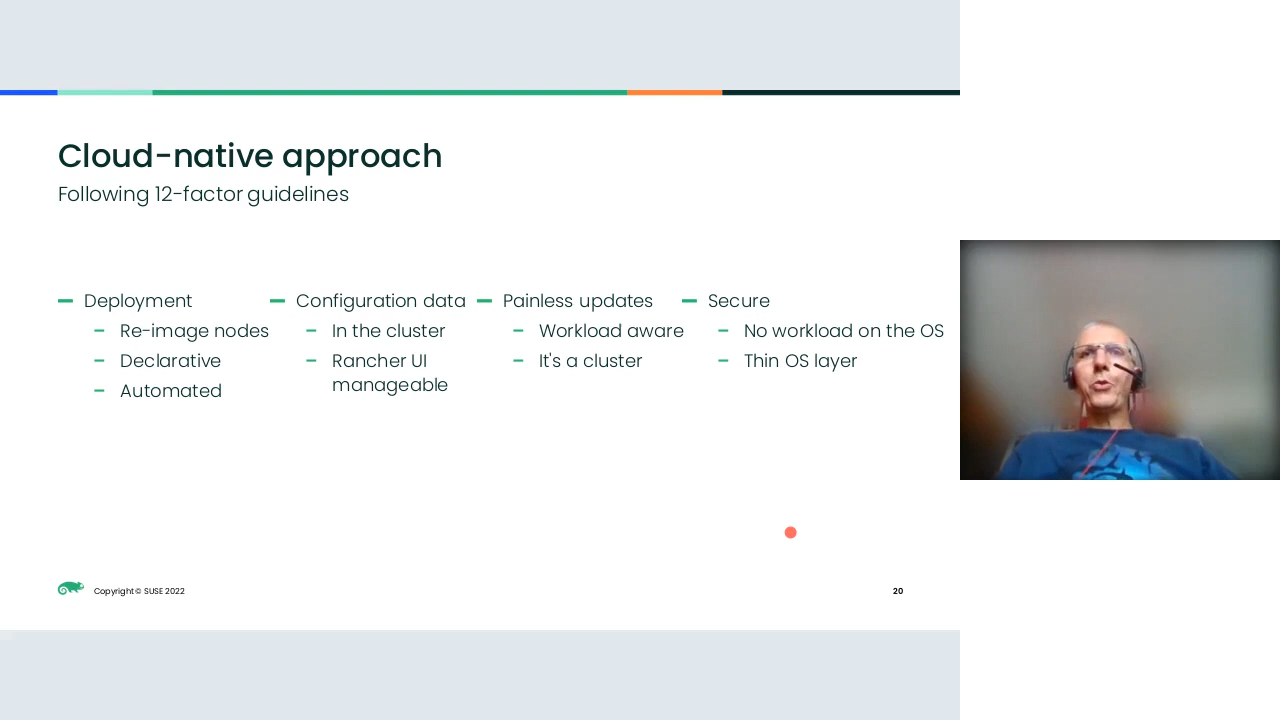 Cloud-native approach
Following 12-factor guidelines
Deployment
Re-image nodes
Declarative
Automated
Configuration data
In the cluster
Rancher UI
manageable
Painless updates
Workload aware
It's a cluster
Secure
No workload on the OS
Thin OS layer
Copyright © SUSE 2022
20